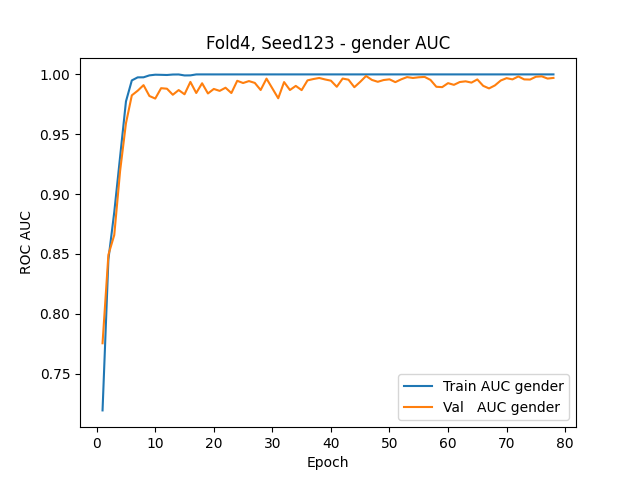 Fold4, Seed123 - gender AUC
1.00
0.95
0.90
0.85
0.80
0.75
ROC AUC
Train AUC gender
Val   AUC gender
0 10 20 30 40 50 60 70 80
Epoch